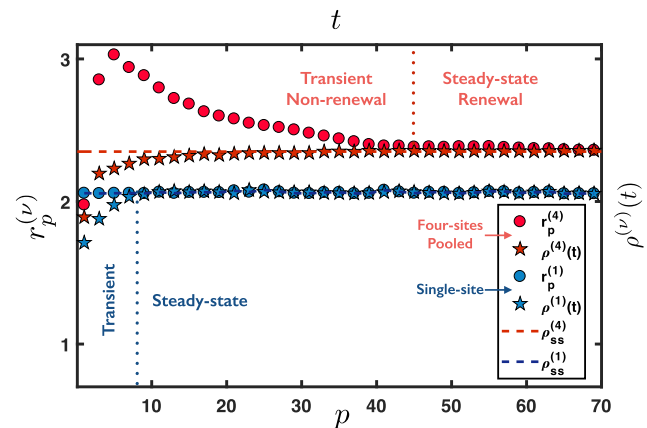 t
3
2
1
r_p^(ν)
ρ^(ν)(t)
Transient
Non-renewal
Steady-state
Renewal
Transient
Steady-state
Four-sites
Pooled
Single-site
r_p^(4)
ρ^(4)(t)
r_p^(1)
ρ^(1)(t)
ρ_ss^(4)
ρ_ss^(1)
10 20 30 40 50 60 70
p